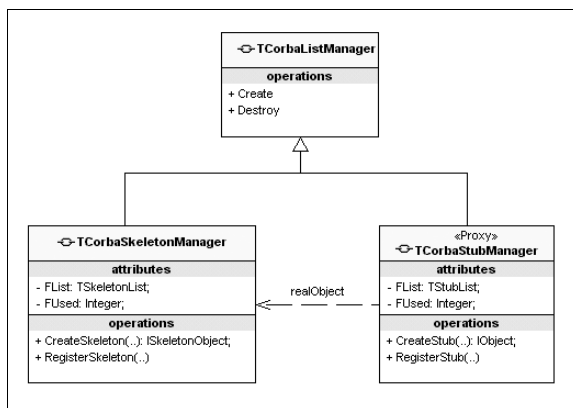 TCorbaListManager
operations
+ Create
+ Destroy
TCorbaSkeletonManager
attributes
- FList: TSkeletonList;
- FUsed: Integer;
operations
+ CreateSkeleton(..): ISkeletonObject;
+ RegisterSkeleton(..)
realObject
«Proxy»
TCorbaStubManager
attributes
- FList: TStubList;
- FUsed: Integer;
operations
+ CreateStub(..): IObject;
+ RegisterStub(..)